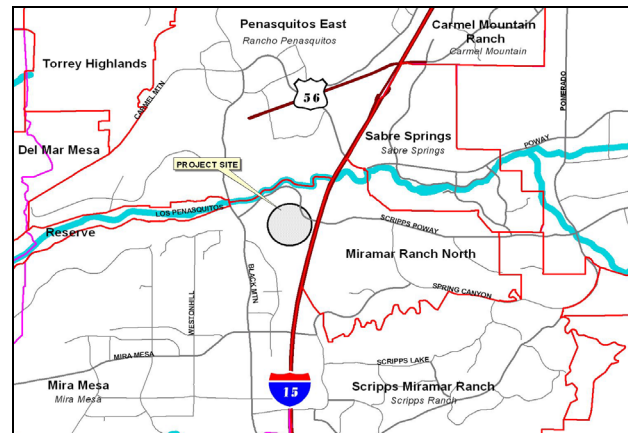 Penasquitos East
Rancho Penasquitos
Carmel Mountain
Ranch
Carmel Mountain
Torrey Highlands
CARMEL MTN
56
POMERADO
Del Mar Mesa
PROJECT SITE
Sabre Springs
Sabre Springs
POWAY
LOS PENASQUITOS
Reserve
SCRIPPS POWAY
Miramar Ranch North
BLACK MTN
WESTONHILL
SPRING CANYON
MIRA MESA
SCRIPPS LAKE
Mira Mesa
Mira Mesa
15
Scripps Miramar Ranch
Scripps Ranch